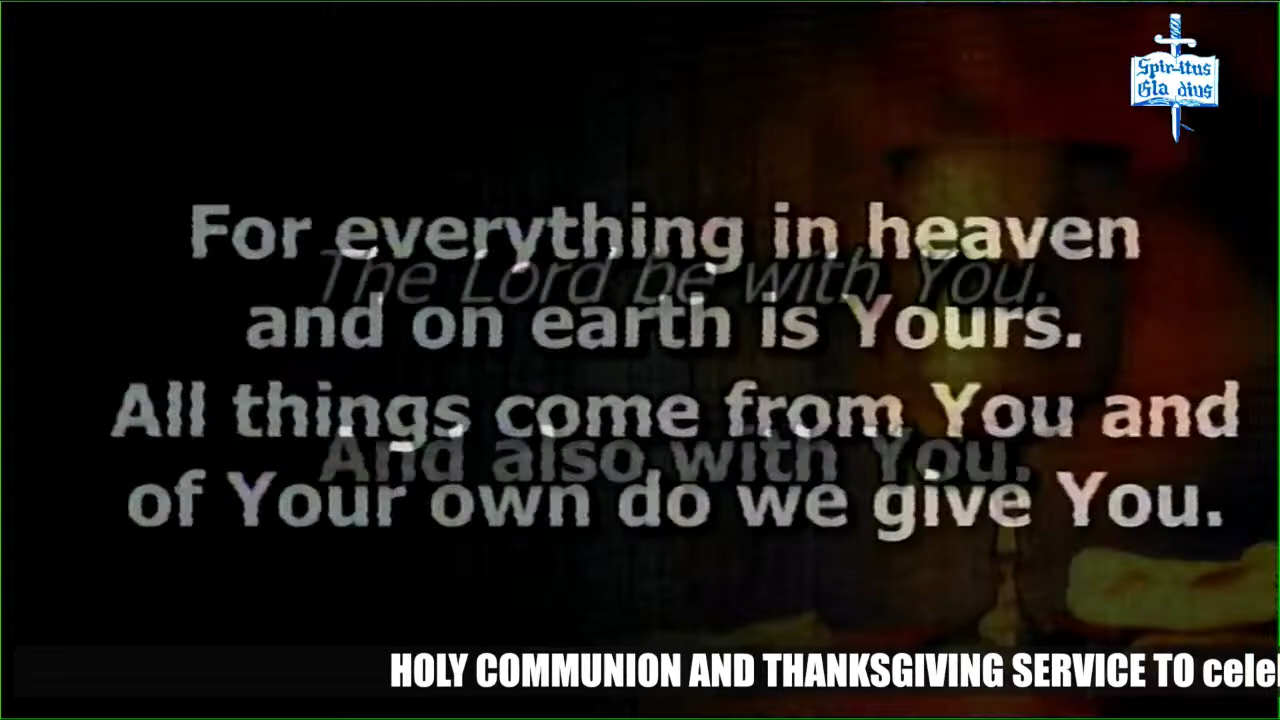 Spiritus
Gladius
For everything in heaven
The Lord be with You.
and on earth is Yours.
All things come from You and
And also with You.
of Your own do we give You.
HOLY COMMUNION AND THANKSGIVING SERVICE TO